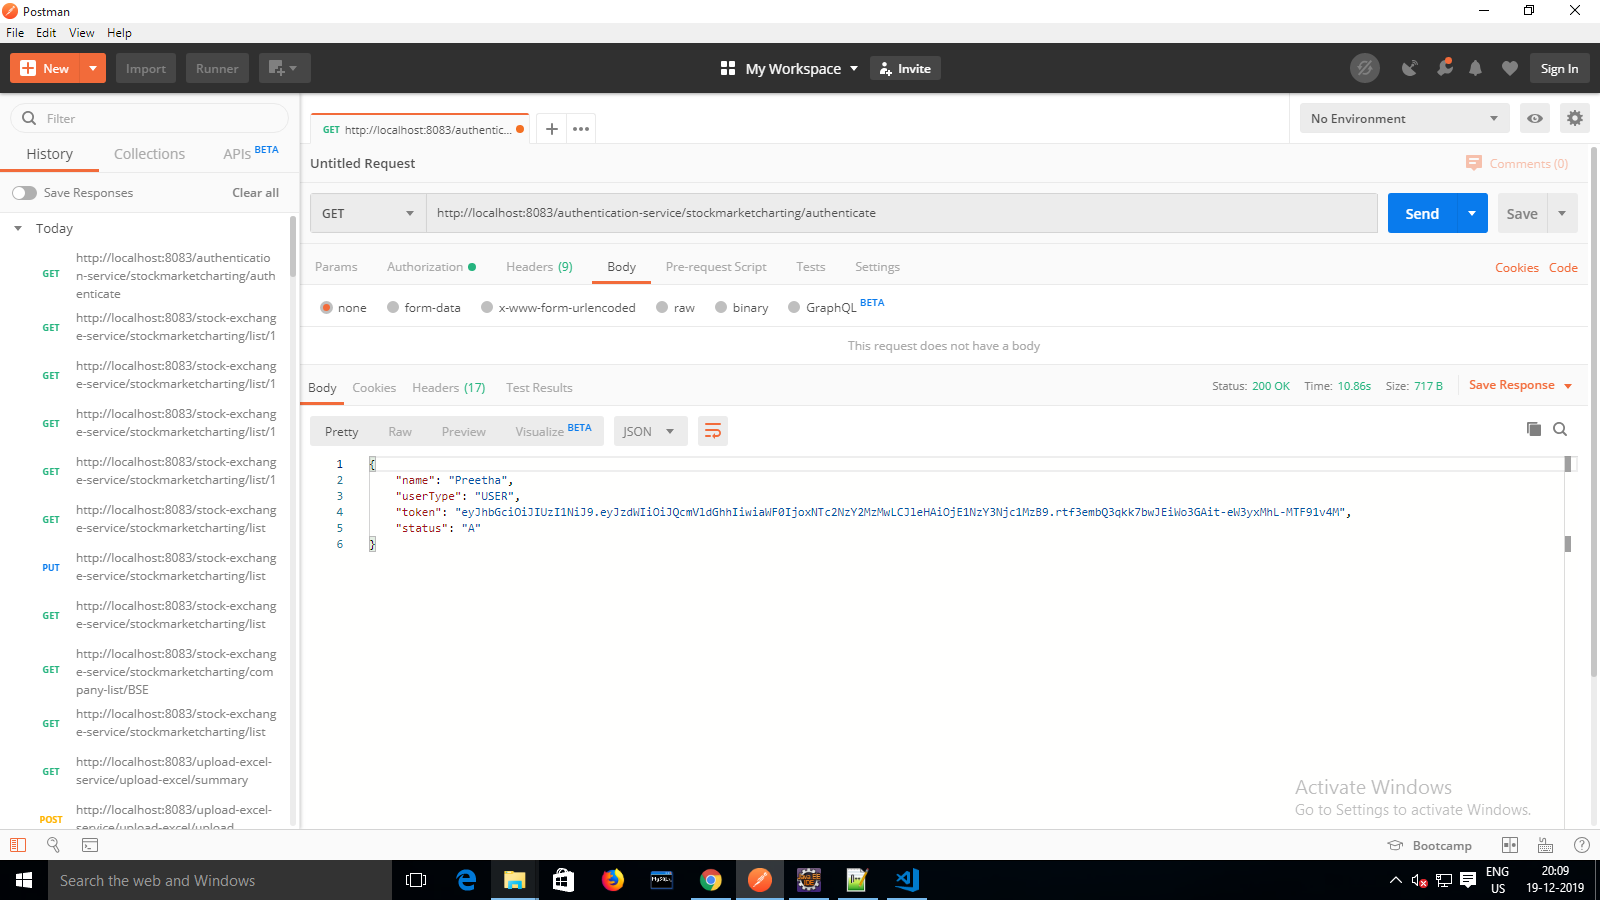 Postman
File Edit View Help
New Import Runner My Workspace Invite Sign In
Filter
History Collections APIs BETA
Save Responses Clear all
Today
GET http://localhost:8083/authentication-service/stockmarketcharting/authenticate
GET http://localhost:8083/stock-exchange-service/stockmarketcharting/list/1
GET http://localhost:8083/stock-exchange-service/stockmarketcharting/list/1
GET http://localhost:8083/stock-exchange-service/stockmarketcharting/list/1
GET http://localhost:8083/stock-exchange-service/stockmarketcharting/list/1
GET http://localhost:8083/stock-exchange-service/stockmarketcharting/list
PUT http://localhost:8083/stock-exchange-service/stockmarketcharting/list
GET http://localhost:8083/stock-exchange-service/stockmarketcharting/list
GET http://localhost:8083/stock-exchange-service/stockmarketcharting/company-list/BSE
GET http://localhost:8083/stock-exchange-service/stockmarketcharting/list
GET http://localhost:8083/upload-excel-service/upload-excel/summary
POST http://localhost:8083/upload-excel-service/upload-excel/upload
GET http://localhost:8083/authentic...
No Environment
Untitled Request
Comments (0)
GET http://localhost:8083/authentication-service/stockmarketcharting/authenticate Send Save
Params Authorization Headers (9) Body Pre-request Script Tests Settings Cookies Code
none form-data x-www-form-urlencoded raw binary GraphQL BETA
This request does not have a body
Body Cookies Headers (17) Test Results Status: 200 OK Time: 10.86s Size: 717 B Save Response
Pretty Raw Preview Visualize BETA JSON
1 {
2 "name": "Preetha",
3 "userType": "USER",
4 "token": "eyJhbGciOiJIUzI1NiJ9.eyJzdWIiOiJQcmV1dGhhIiwiaWF0IjoxNTc2NzY2MzMwLCJ1eHAiOjE1NzY3Njc1MzB9.rtf3embQ3qkk7bwJEiWo3GAit-eW3yxMhL-MTF91v4M",
5 "status": "A"
6 }
Activate Windows
Go to Settings to activate Windows.
Bootcamp
Search the web and Windows
ENG
US
20:09
19-12-2019